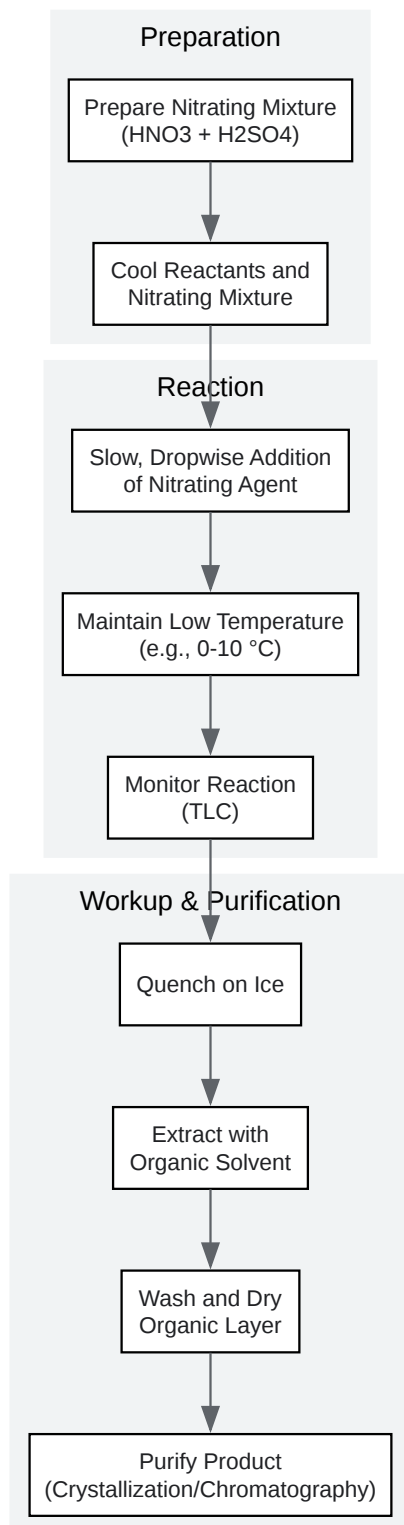 Preparation
Prepare Nitrating Mixture
(HNO3 + H2SO4)
Cool Reactants and
Nitrating Mixture
Reaction
Slow, Dropwise Addition
of Nitrating Agent
Maintain Low Temperature
(e.g., 0-10 °C)
Monitor Reaction
(TLC)
Workup & Purification
Quench on Ice
Extract with
Organic Solvent
Wash and Dry
Organic Layer
Purify Product
(Crystallization/Chromatography)